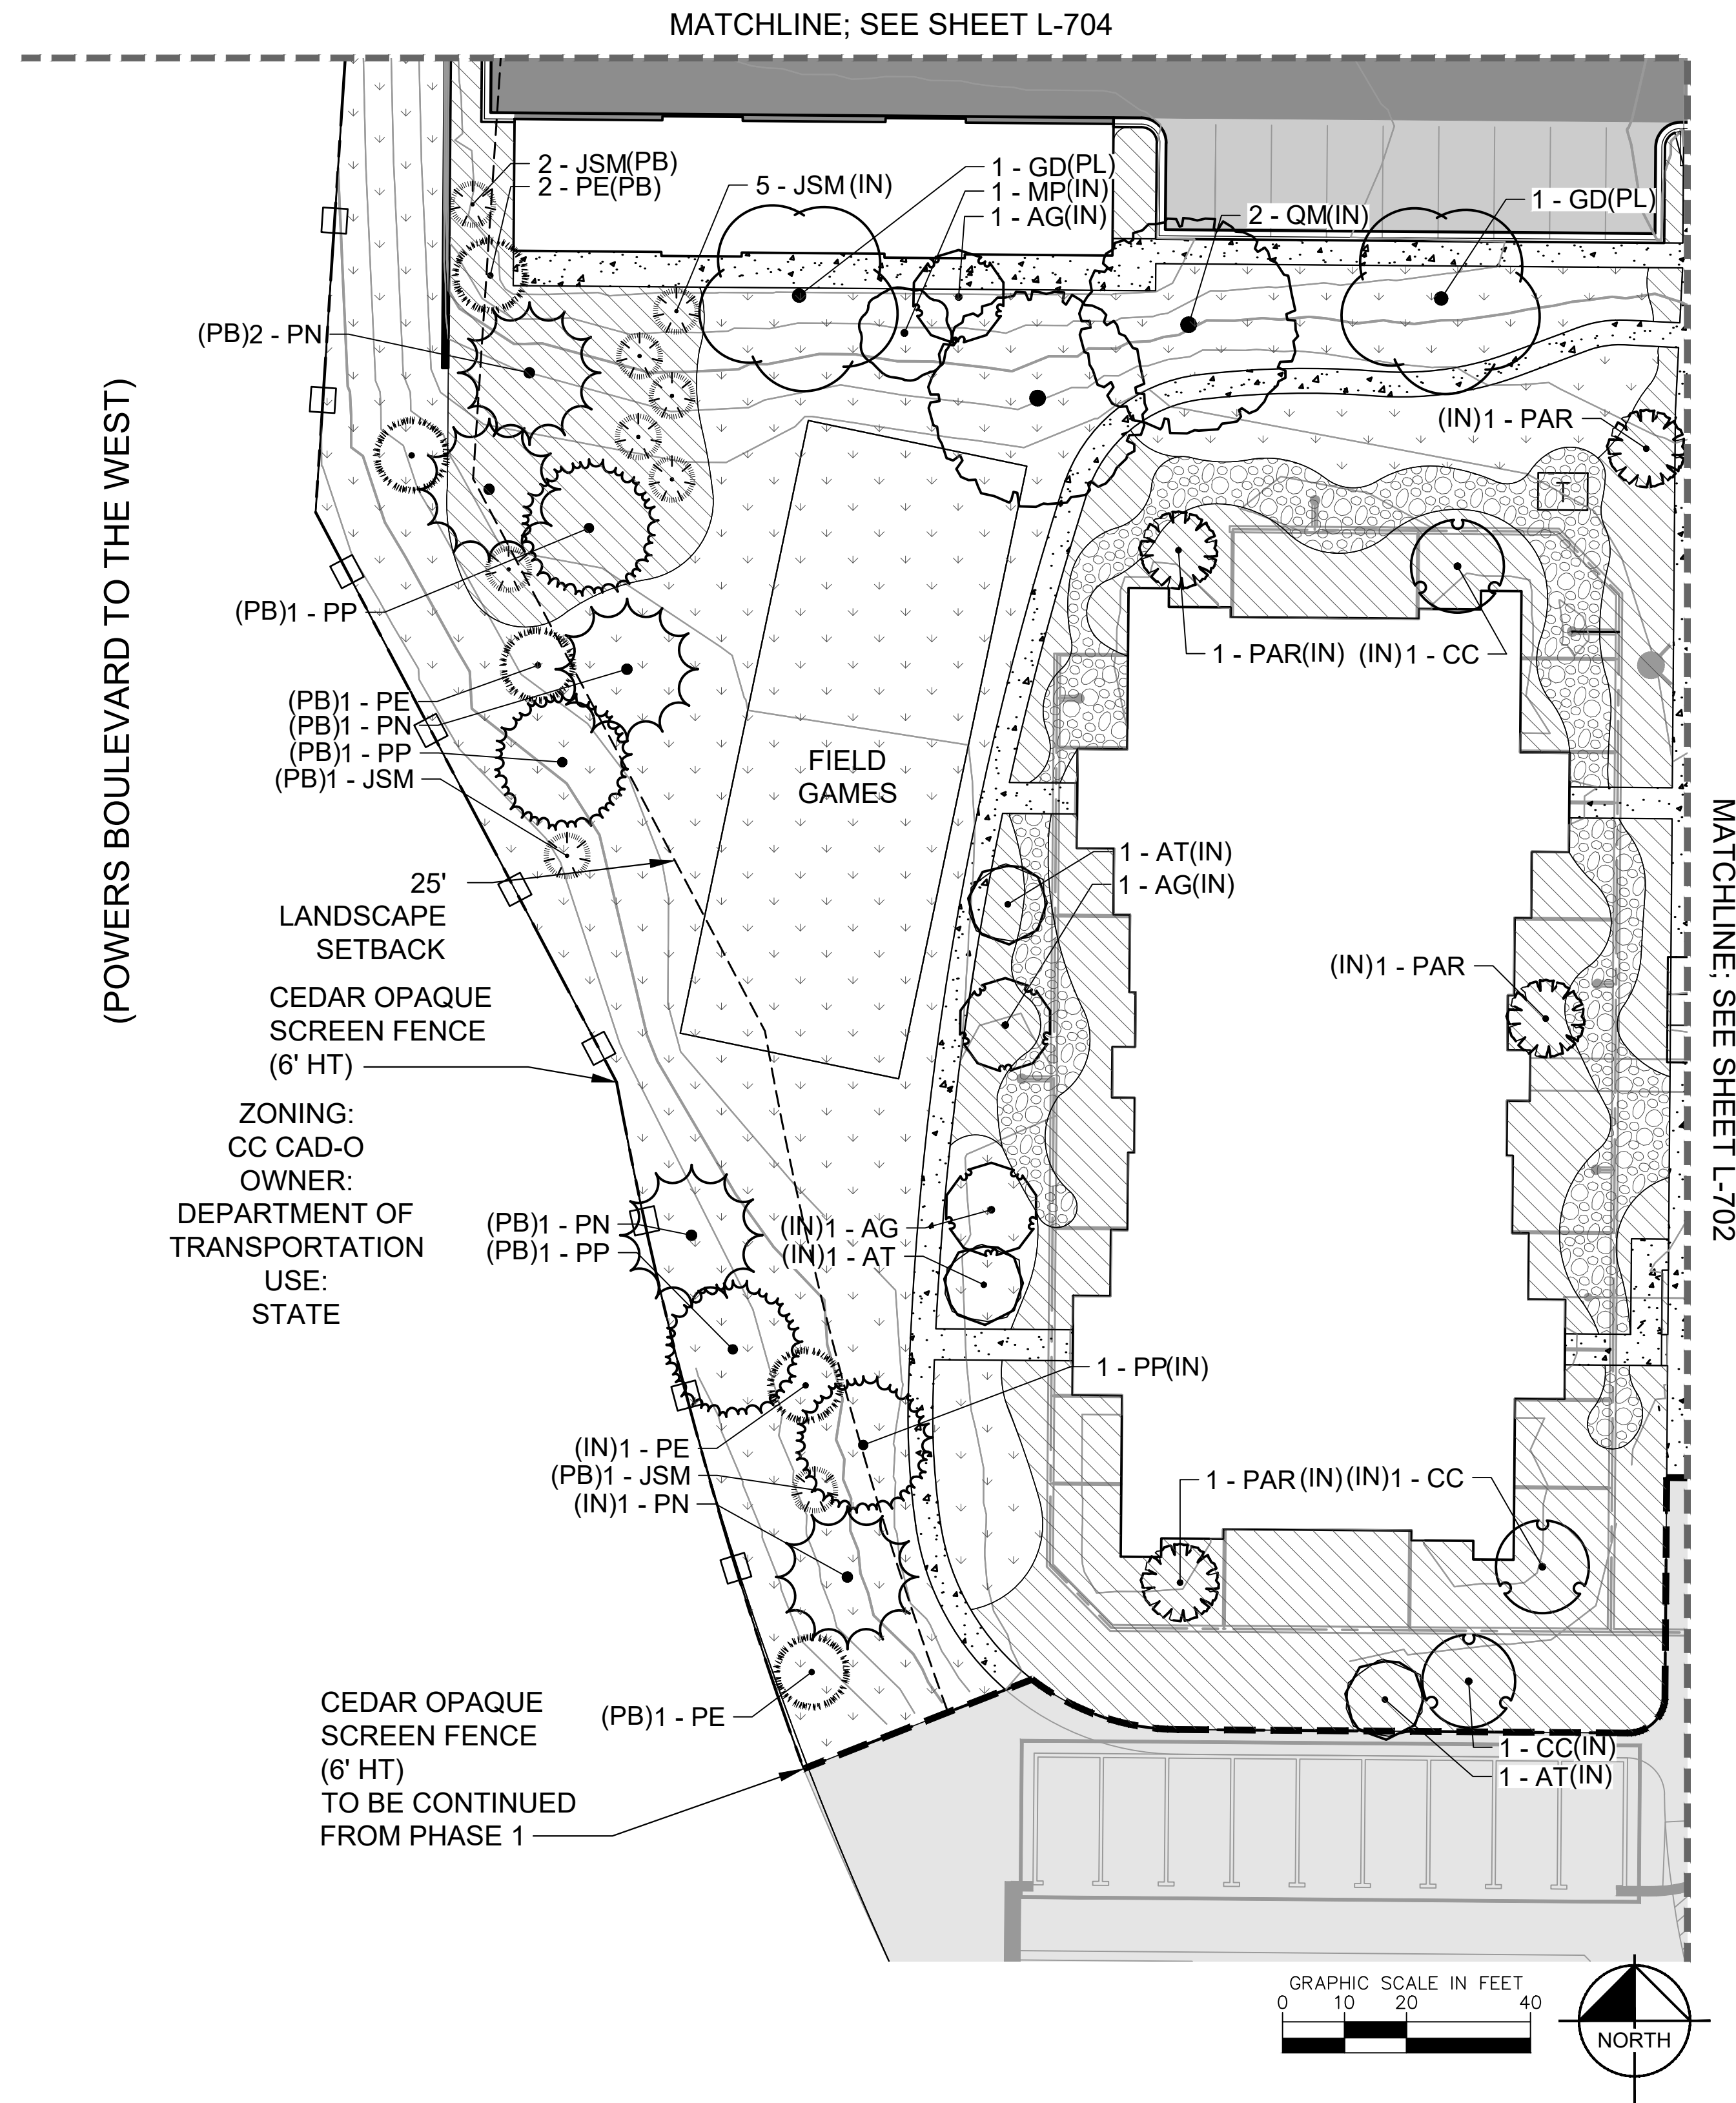 MATCHLINE; SEE SHEET L-704
2 - JSM(PB)
2 - PE(PB)
5 - JSM (IN)
1 - GD(PL)
1 - MP(IN)
1 - AG(IN)
2 - QM(IN)
1 - GD(PL)
(PB)2 - PN
(IN)1 - PAR
T
(PB)1 - PP
1 - PAR(IN)
(IN)1 - CC
(PB)1 - PE
(PB)1 - PN
(PB)1 - PP
(PB)1 - JSM
FIELD
GAMES
(POWERS BOULEVARD TO THE WEST)
MATCHLINE; SEE SHEET L-702
25'
LANDSCAPE
SETBACK
1 - AT(IN)
1 - AG(IN)
(IN)1 - PAR
CEDAR OPAQUE
SCREEN FENCE
(6' HT)
ZONING:
CC CAD-O
OWNER:
DEPARTMENT OF
TRANSPORTATION
USE:
STATE
(PB)1 - PN
(PB)1 - PP
(IN)1 - AG
(IN)1 - AT
1 - PP(IN)
(IN)1 - PE
(PB)1 - JSM
(IN)1 - PN
1 - PAR (IN)
(IN)1 - CC
(PB)1 - PE
CEDAR OPAQUE
SCREEN FENCE
(6' HT)
TO BE CONTINUED
FROM PHASE 1
1 - CC(IN)
1 - AT(IN)
GRAPHIC SCALE IN FEET
0 10 20 40
NORTH